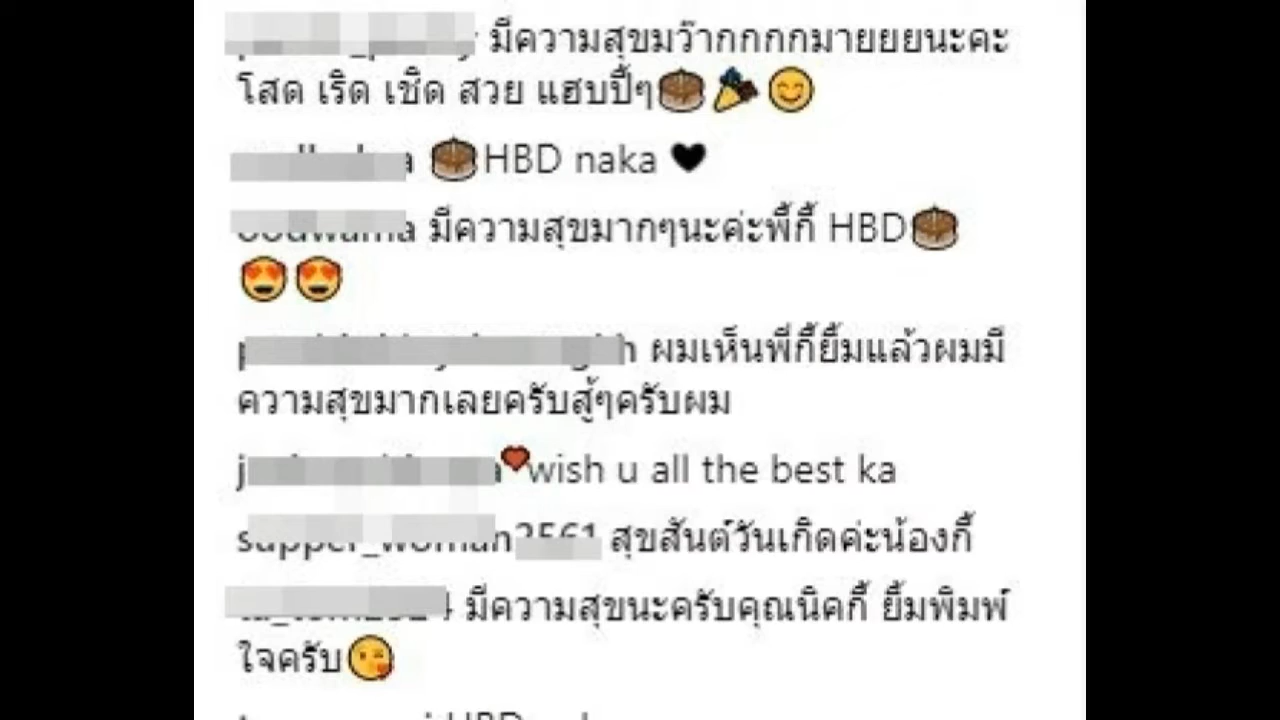 มีความสุขมว๊ากกกกมายยยนะคะ
โสด เริ่ด เชิ่ด สวย แฮบปี้ๆ🎂🎉😊
🎂HBD naka 🖤
มีความสุขมากๆนะค่ะพี่กี้ HBD🎂
😍😍
ผมเห็นพี่กี้ยิ้มแล้วผมมี
ความสุขมากเลยครับสู้ๆครับผม
❤wish u all the best ka
สุขสันต์วันเกิดค่ะน้องกี้
มีความสุขนะครับคุณนิคกี้ ยิ้มพิมพ์
ใจครับ😘
HBD